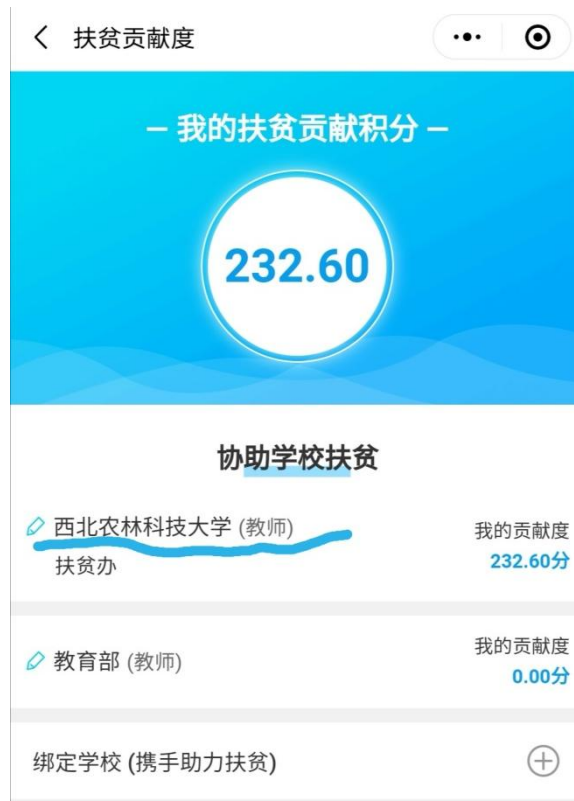 扶贫贡献度
— 我的扶贫贡献积分 —
232.60
协助学校扶贫
西北农林科技大学 (教师)
扶贫办
我的贡献度
232.60分
教育部 (教师)
我的贡献度
0.00分
绑定学校 (携手助力扶贫)